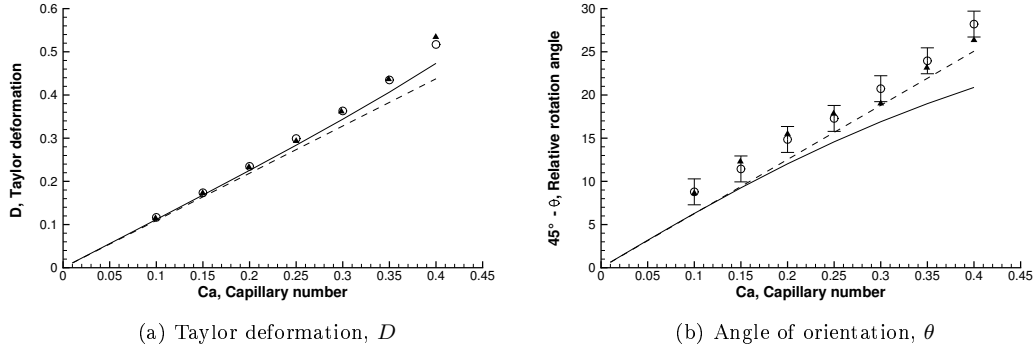 0.6
0.5
0.4
0.3
0.2
0.1
0
D, Taylor deformation
0 0.05 0.1 0.15 0.2 0.25 0.3 0.35 0.4 0.45
Ca, Capillary number
(a) Taylor deformation, D
30
25
20
15
10
5
0
45° - θ, Relative rotation angle
0 0.05 0.1 0.15 0.2 0.25 0.3 0.35 0.4 0.45
Ca, Capillary number
(b) Angle of orientation, θ